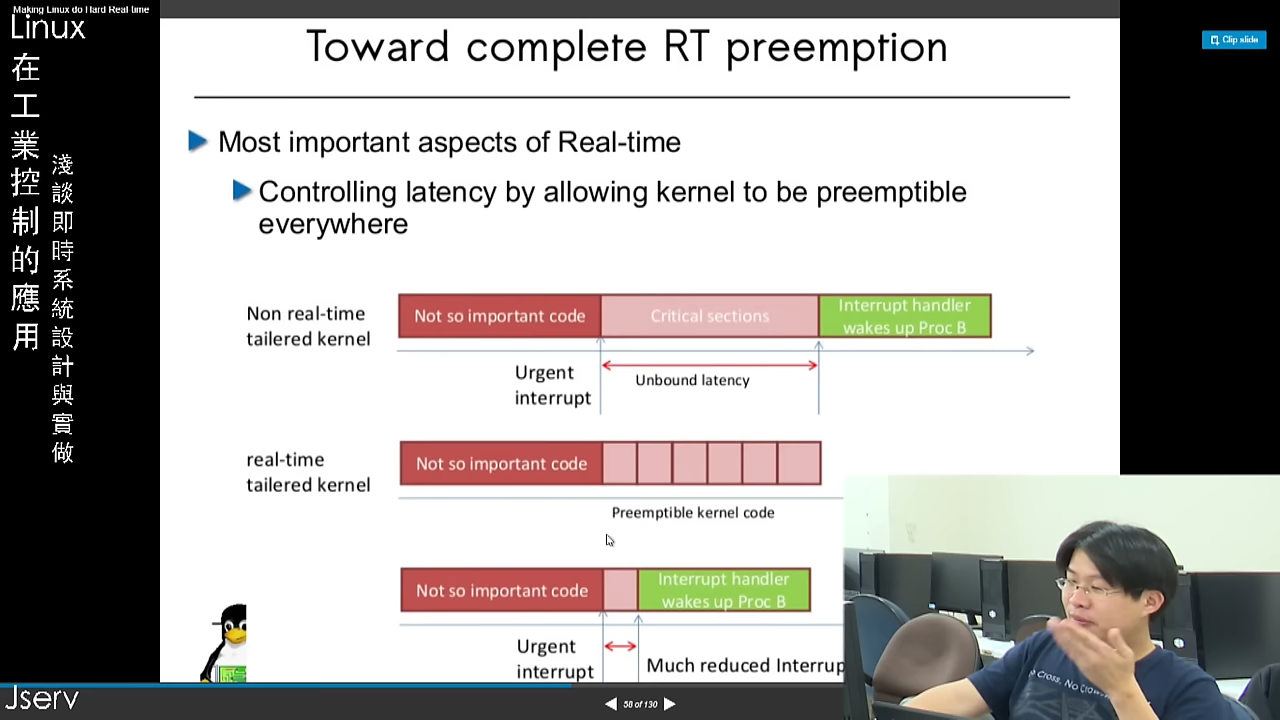 Making Linux do Hard Real-time
Linux
在工業控制的應用
淺談即時系統設計與實做
Clip slide
Toward complete RT preemption
Most important aspects of Real-time
Controlling latency by allowing kernel to be preemptible
everywhere
Non real-time
tailered kernel
Not so important code
Critical sections
Interrupt handler
wakes up Proc B
Urgent
interrupt
Unbound latency
real-time
tailered kernel
Not so important code
Preemptible kernel code
Not so important code
Interrupt handler
wakes up Proc B
Urgent
interrupt
Much reduced Interrup
Cross, No Crow
Jserv
58 of 130